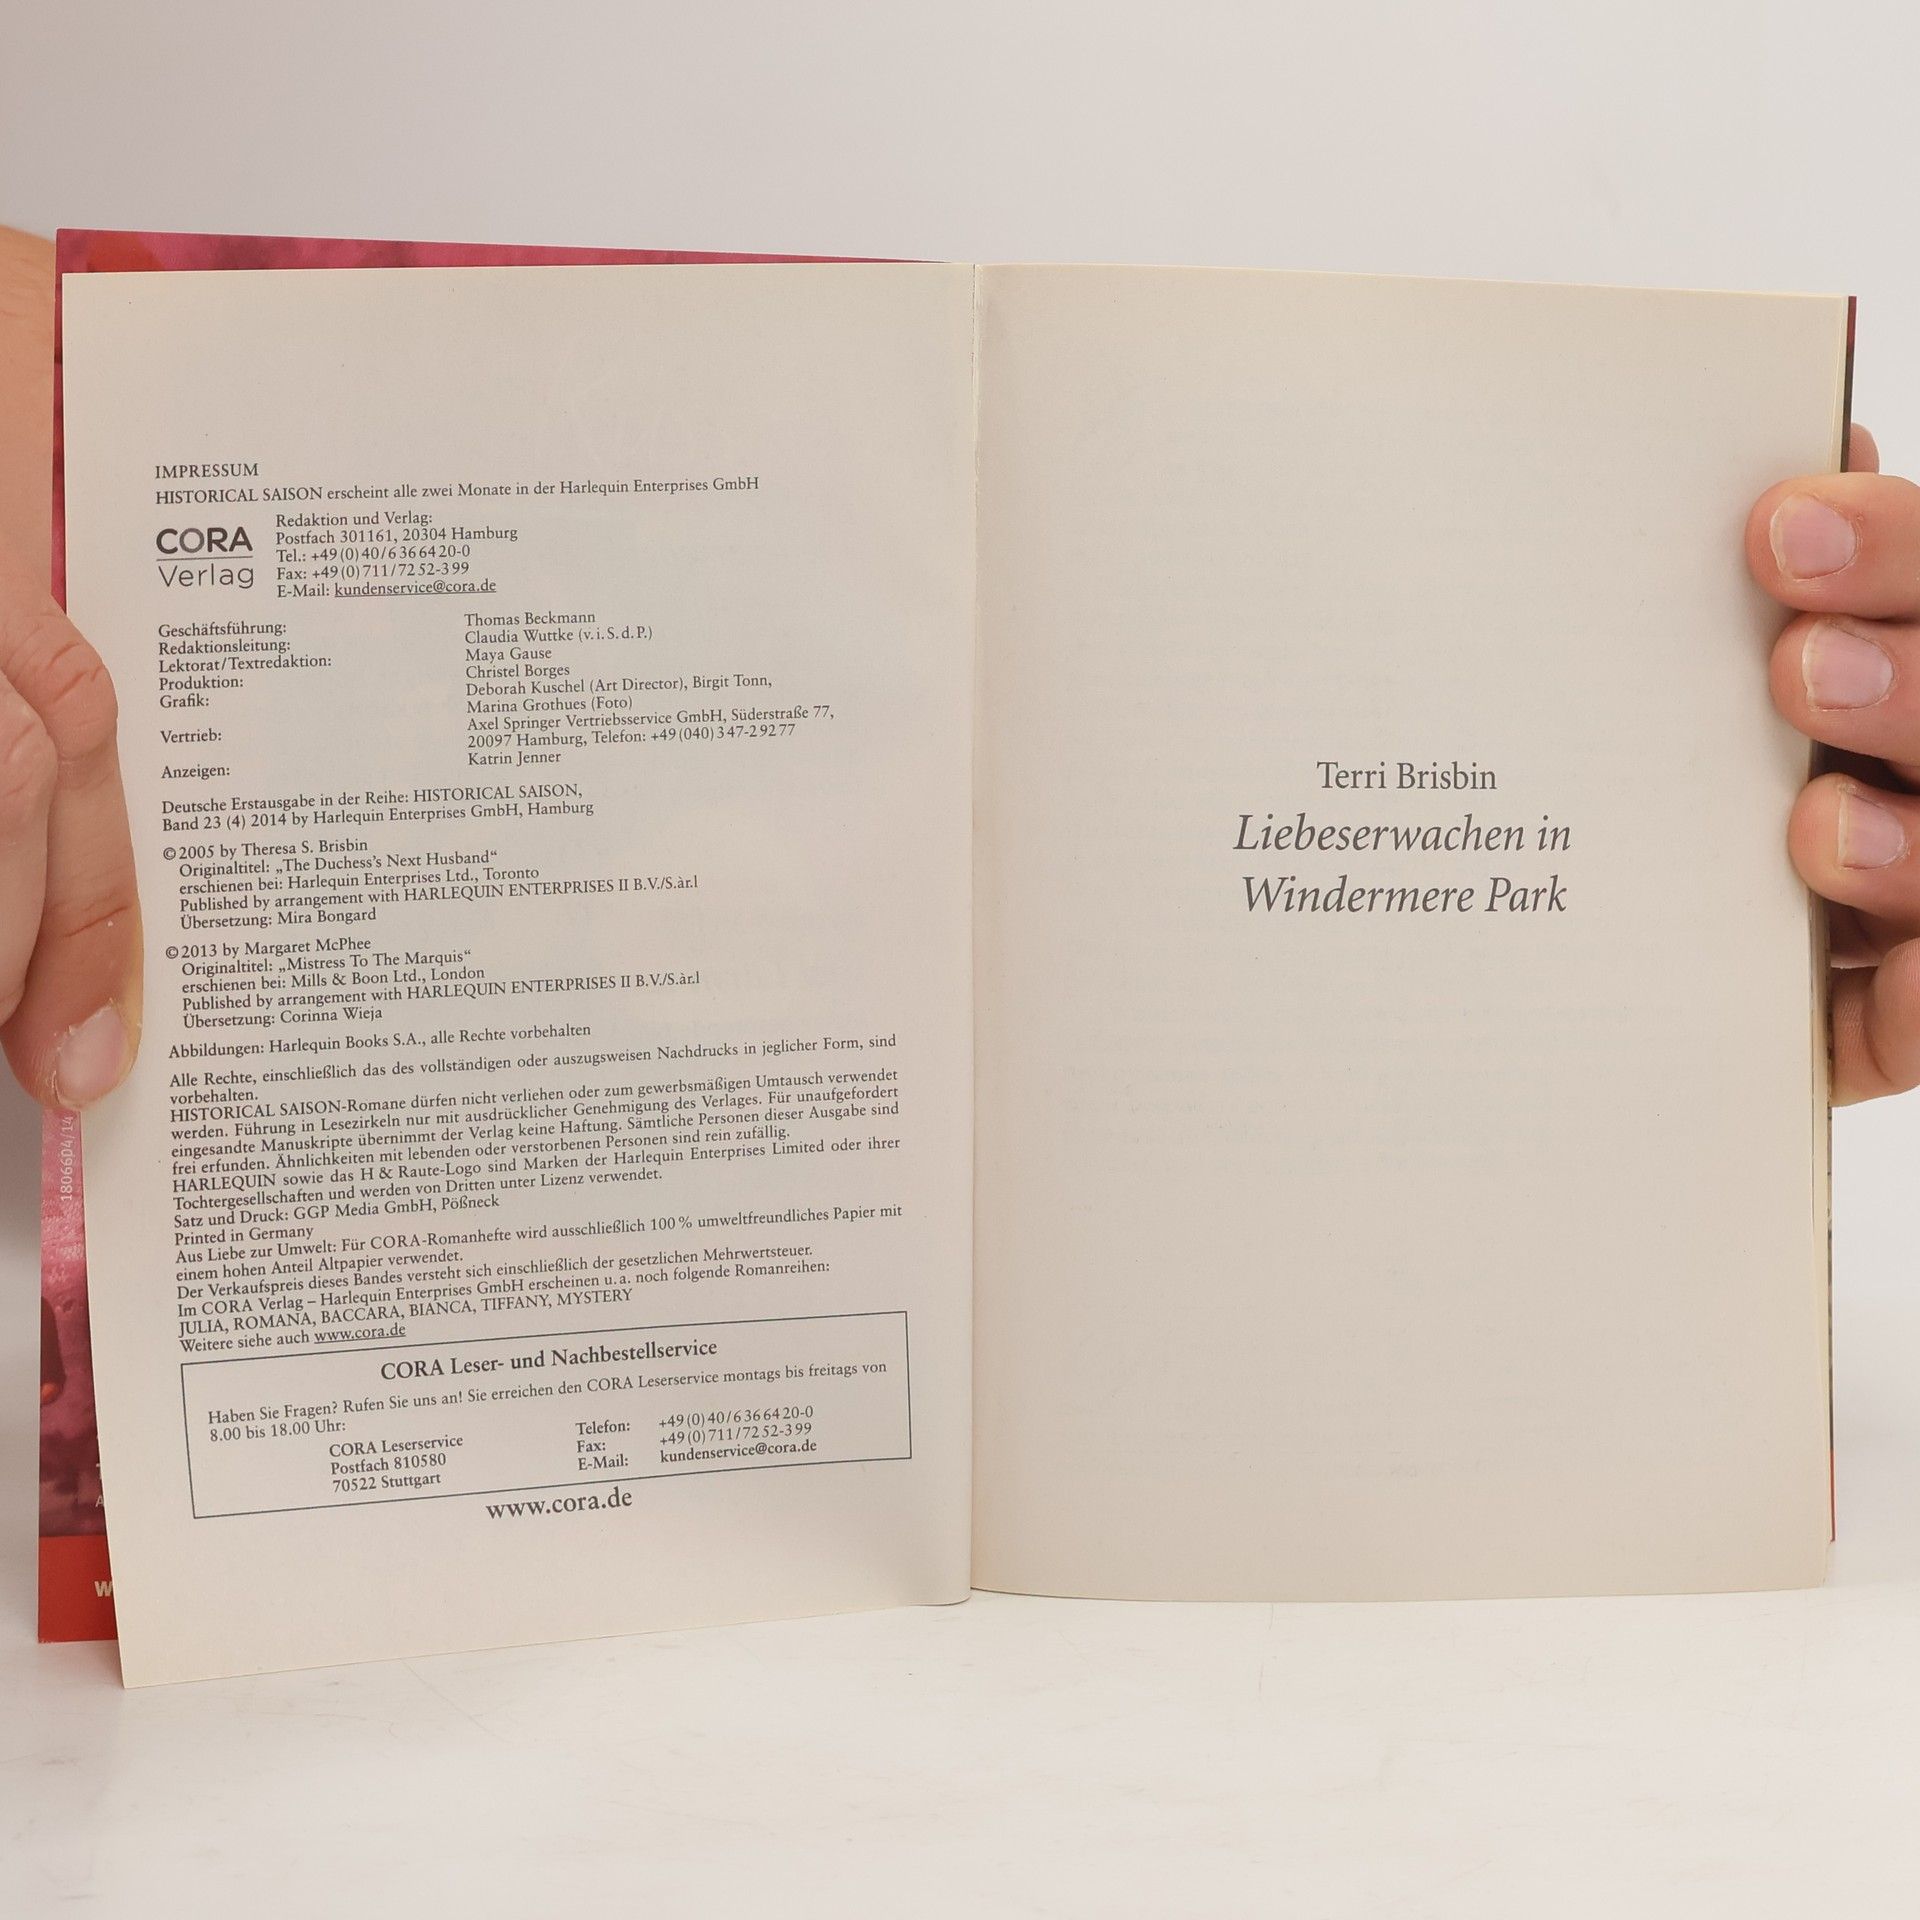 IMPRESSUM
HISTORICAL SAISON erscheint alle zwei Monate in der Harlequin Enterprises GmbH
CORA
Verlag
Redaktion und Verlag:
Postfach 301161, 20304 Hamburg
Tel.: +49(0)40/6366420-0
Fax: +49(0)711/7252-399
E-Mail: kundenservice@cora.de
Geschäftsführung: Thomas Beckmann
Redaktionsleitung: Claudia Wuttke (v.i.S.d.P.)
Lektorat/Textredaktion: Maya Gause
Produktion: Christel Borges
Grafik: Deborah Kuschel (Art Director), Birgit Tonn,
Marina Grothues (Foto)
Vertrieb: Axel Springer Vertriebsservice GmbH, Süderstraße 77,
20097 Hamburg, Telefon: +49(040)347-29277
Anzeigen: Katrin Jenner
Deutsche Erstausgabe in der Reihe: HISTORICAL SAISON,
Band 23 (4) 2014 by Harlequin Enterprises GmbH, Hamburg
©2005 by Theresa S. Brisbin
Originaltitel: „The Duchess’s Next Husband“
erschienen bei: Harlequin Enterprises Ltd., Toronto
Published by arrangement with HARLEQUIN ENTERPRISES II B.V./S.àr.l
Übersetzung: Mira Bongard
©2013 by Margaret McPhee
Originaltitel: „Mistress To The Marquis“
erschienen bei: Mills & Boon Ltd., London
Published by arrangement with HARLEQUIN ENTERPRISES II B.V./S.àr.l
Übersetzung: Corinna Wieja
Abbildungen: Harlequin Books S.A., alle Rechte vorbehalten
Alle Rechte, einschließlich das des vollständigen oder auszugsweisen Nachdrucks in jeglicher Form, sind
vorbehalten.
HISTORICAL SAISON-Romane dürfen nicht verliehen oder zum gewerbsmäßigen Umtausch verwendet
werden. Führung in Lesezirkeln nur mit ausdrücklicher Genehmigung des Verlages. Für unaufgefordert
eingesandte Manuskripte übernimmt der Verlag keine Haftung. Sämtliche Personen dieser Ausgabe sind
frei erfunden. Ähnlichkeiten mit lebenden oder verstorbenen Personen sind rein zufällig.
HARLEQUIN sowie das H & Raute-Logo sind Marken der Harlequin Enterprises Limited oder ihrer
Tochtergesellschaften und werden von Dritten unter Lizenz verwendet.
Satz und Druck: GGP Media GmbH, Pößneck
Printed in Germany
Aus Liebe zur Umwelt: Für CORA-Romanhefte wird ausschließlich 100 % umweltfreundliches Papier mit
einem hohen Anteil Altpapier verwendet.
Der Verkaufspreis dieses Bandes versteht sich einschließlich der gesetzlichen Mehrwertsteuer.
Im CORA Verlag – Harlequin Enterprises GmbH erscheinen u.a. noch folgende Romanreihen:
JULIA, ROMANA, BACCARA, BIANCA, TIFFANY, MYSTERY
Weitere siehe auch www.cora.de
CORA Leser- und Nachbestellservice
Haben Sie Fragen? Rufen Sie uns an! Sie erreichen den CORA Leserservice montags bis freitags von
8.00 bis 18.00 Uhr:
CORA Leserservice
Postfach 810580
70522 Stuttgart
Telefon: +49(0)40/6366420-0
Fax: +49(0)711/7252-399
E-Mail: kundenservice@cora.de
www.cora.de
Terri Brisbin
Liebeserwachen in
Windermere Park